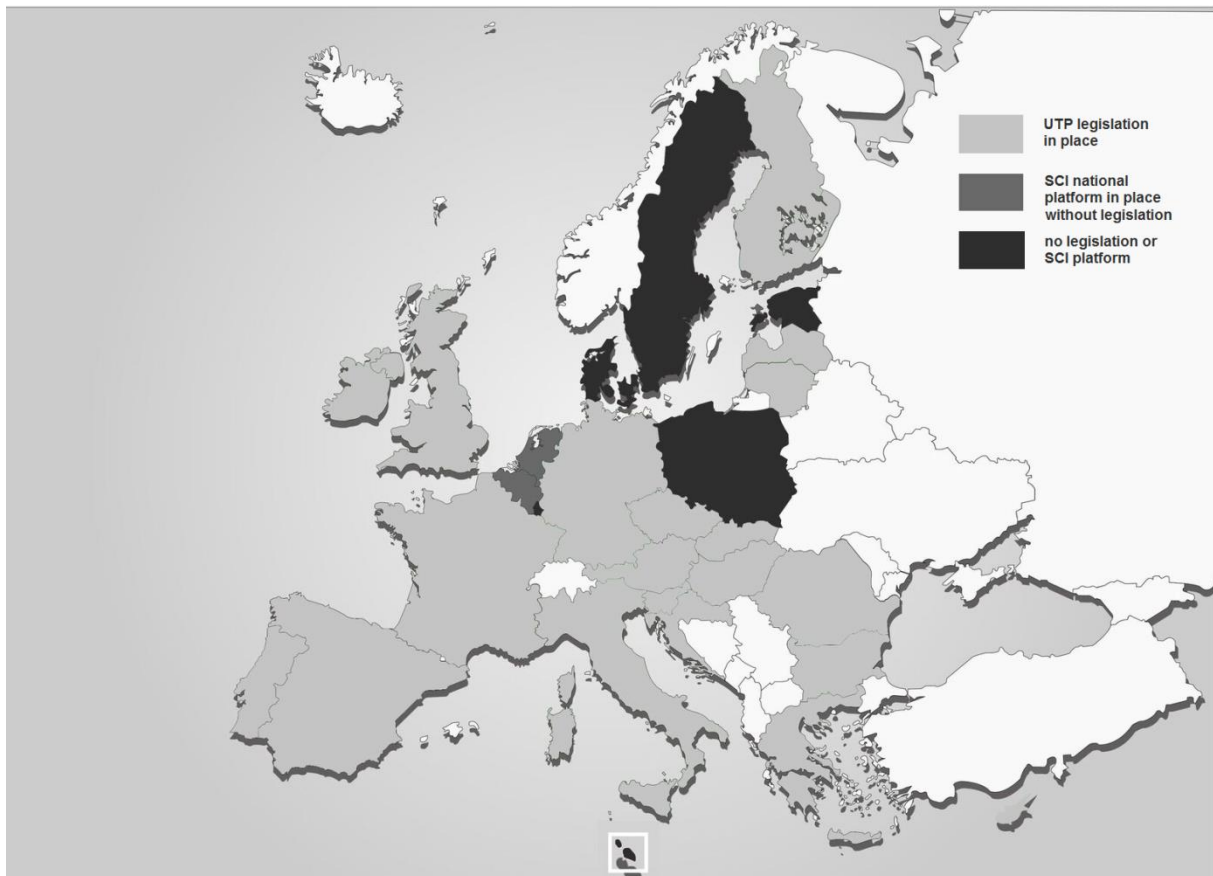 UTP legislation
in place
SCI national
platform in place
without legislation
no legislation or
SCI platform